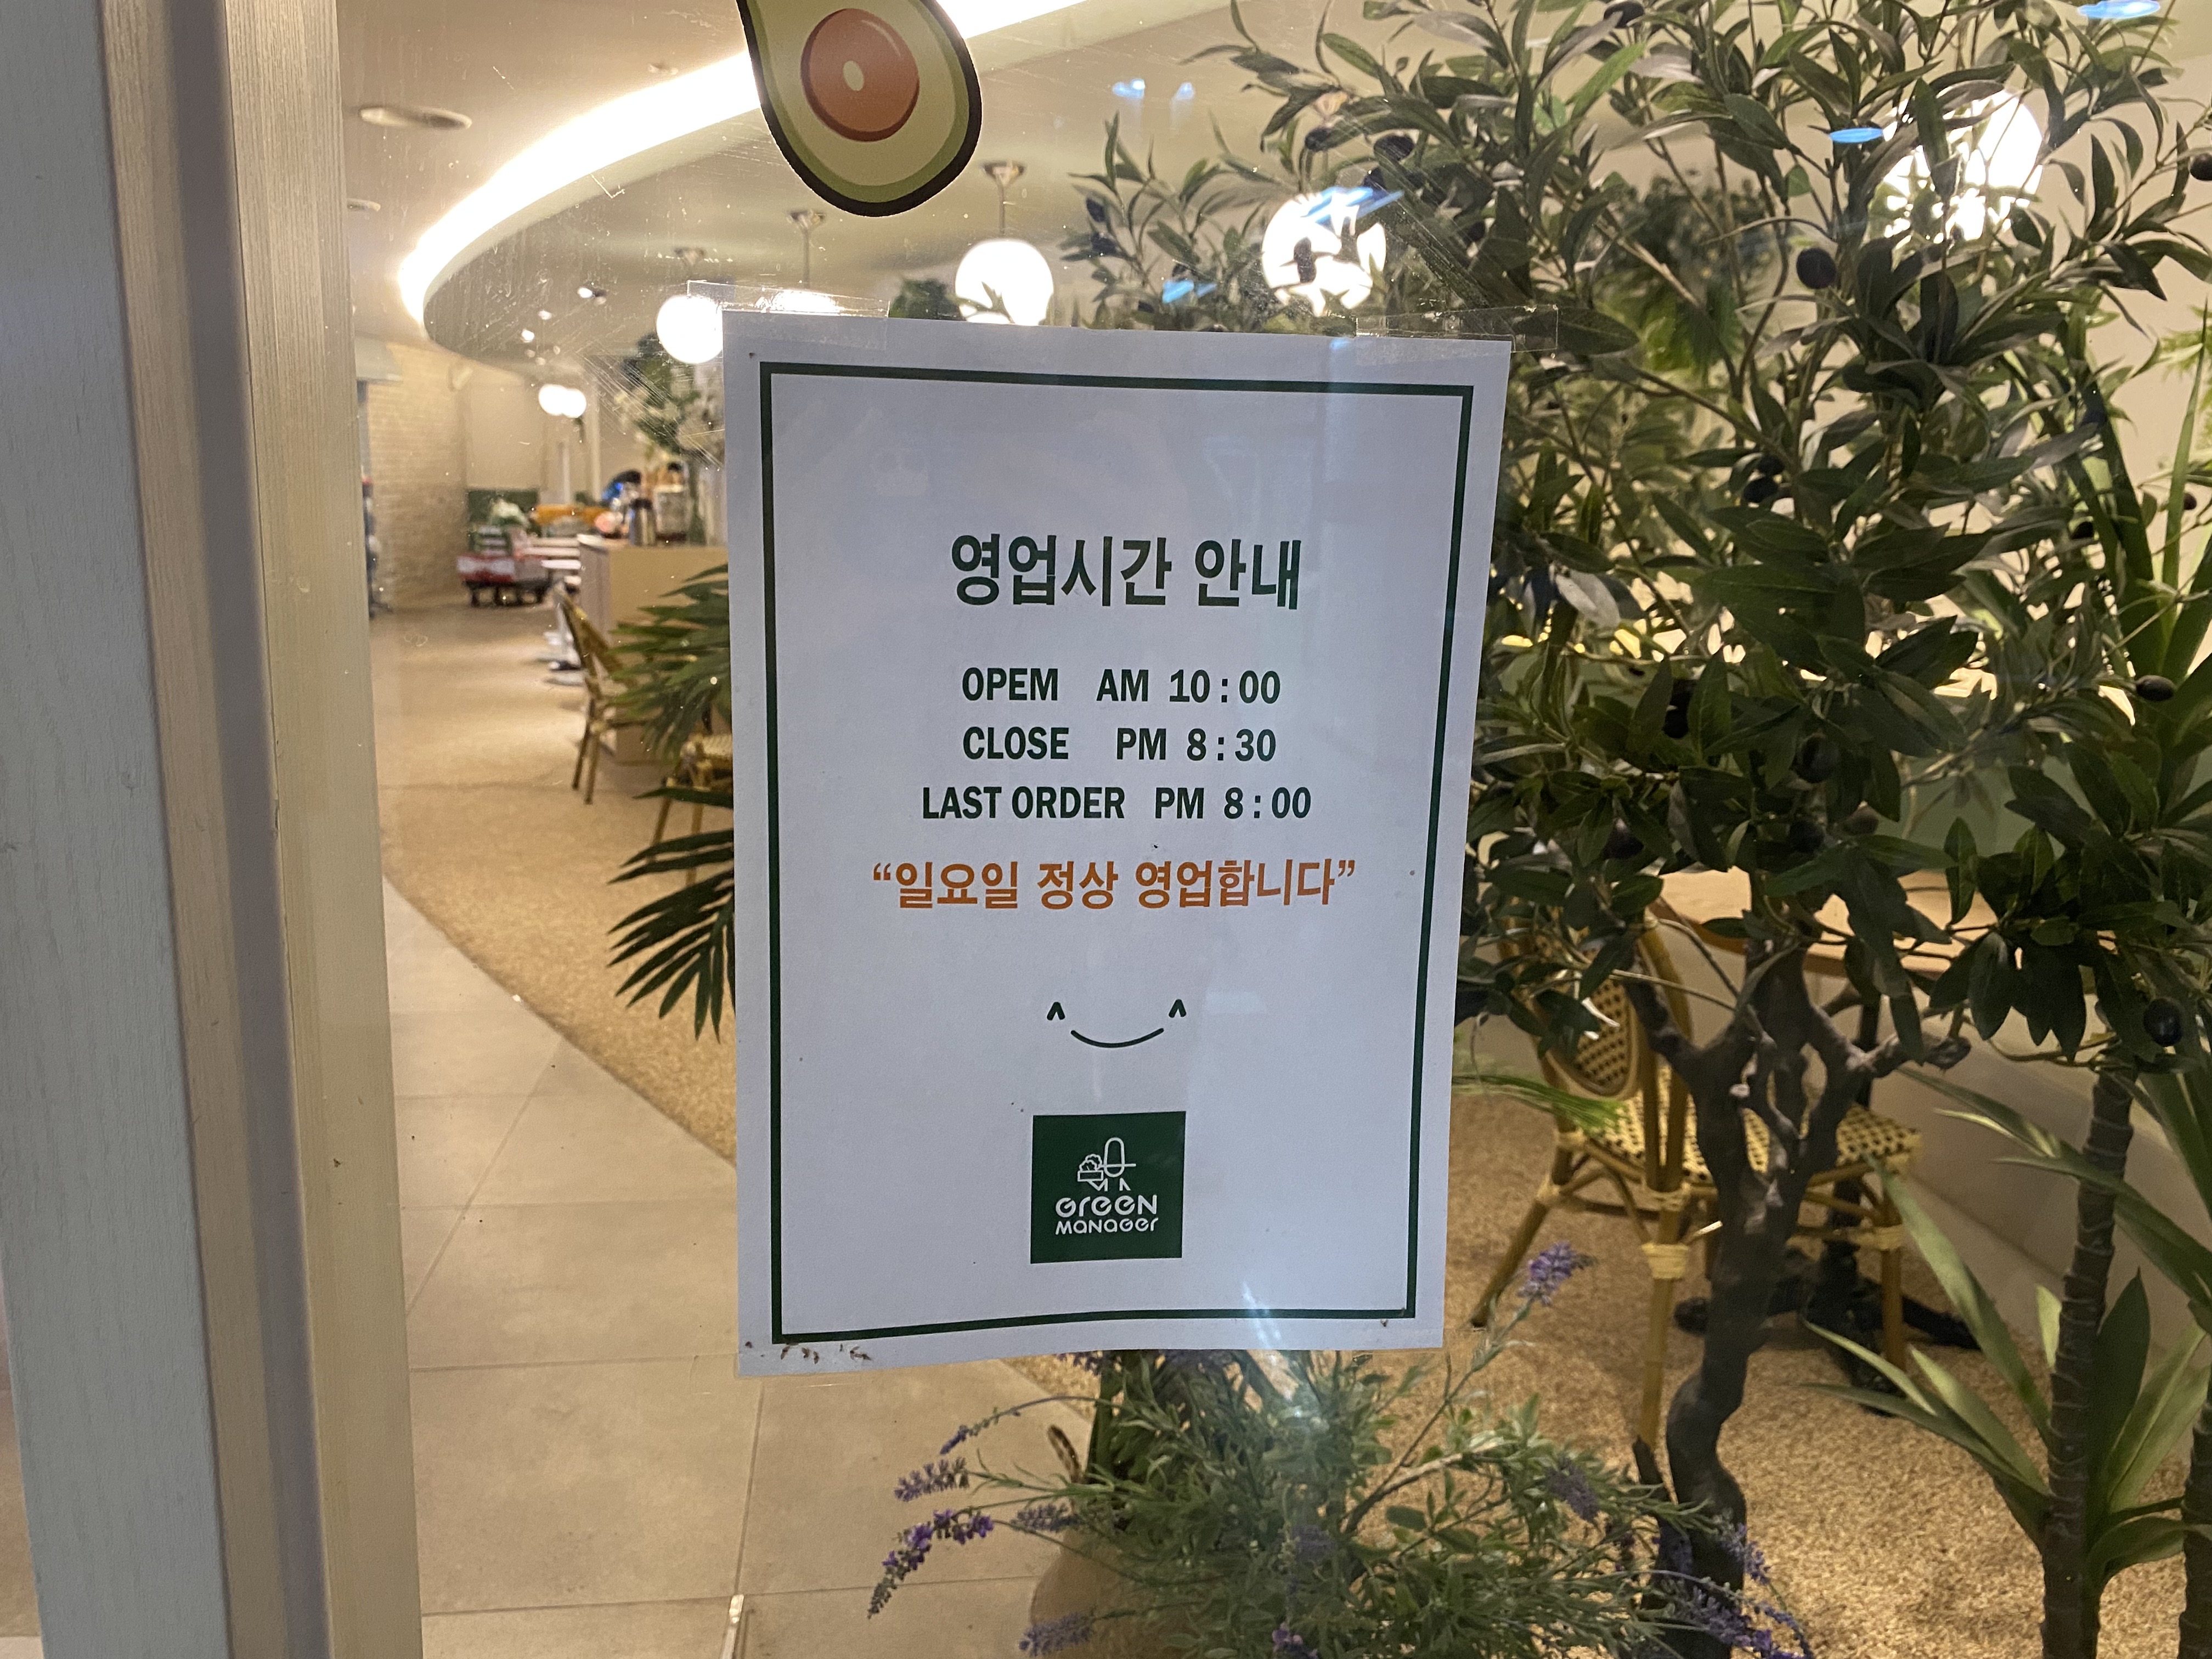 영업시간 안내
OPEM AM 10:00
CLOSE PM 8:30
LAST ORDER PM 8:00
“일요일 정상 영업합니다”
GREEN
MANAGER